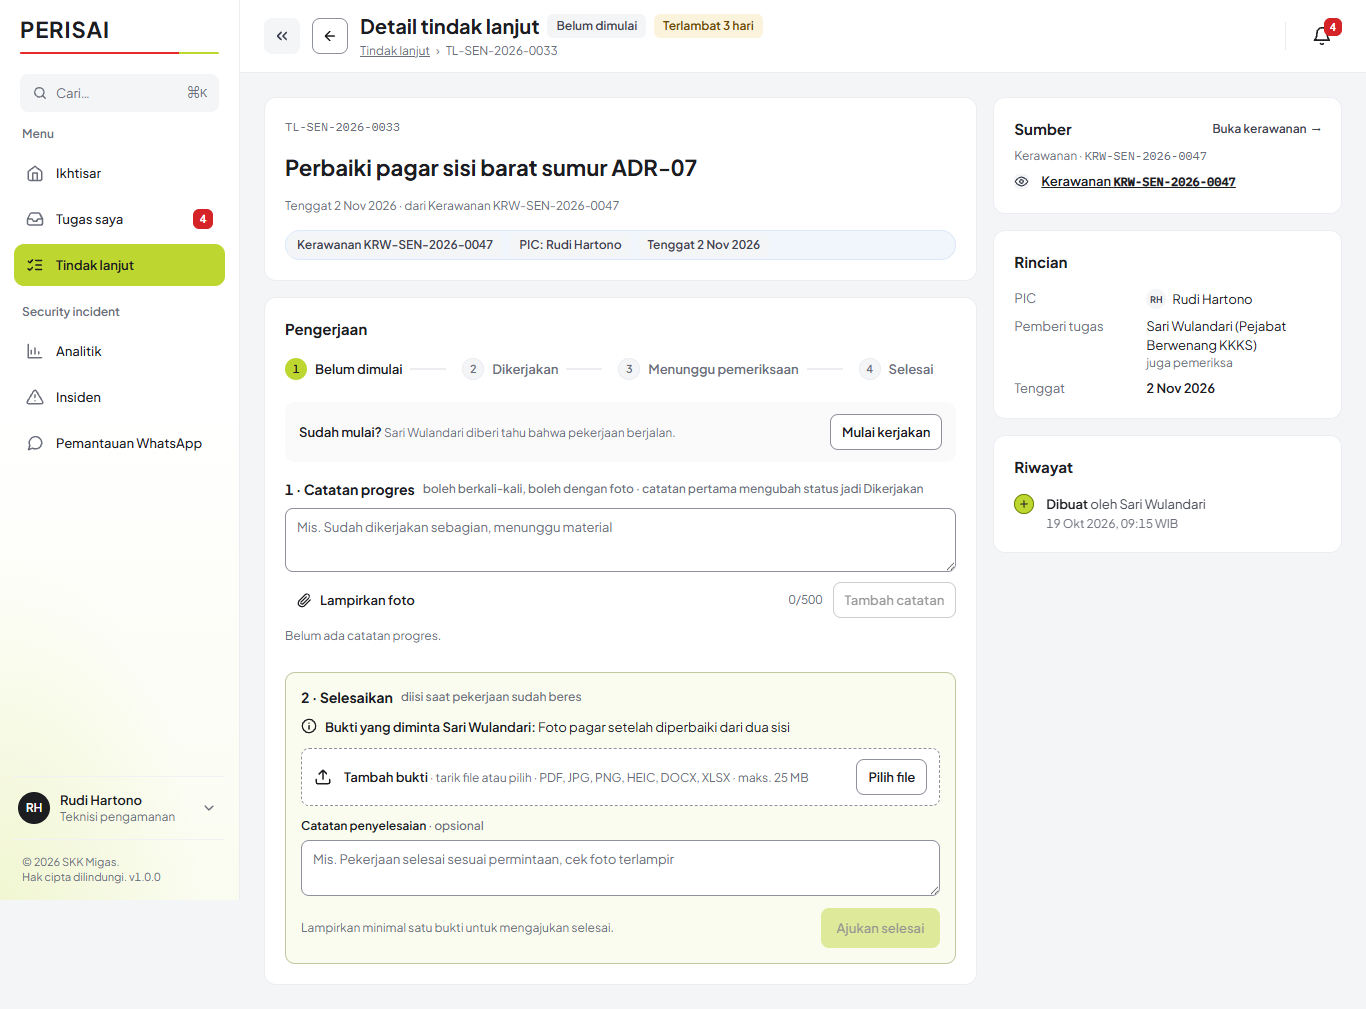 PERISAI
Cari...
⌘K
Menu
Ikhtisar
Tugas saya
4
Tindak lanjut
Security incident
Analitik
Insiden
Pemantauan WhatsApp
RH
Rudi Hartono
Teknisi pengamanan
© 2026 SKK Migas.
Hak cipta dilindungi. v1.0.0
Detail tindak lanjut
Belum dimulai
Terlambat 3 hari
Tindak lanjut › TL-SEN-2026-0033
4
TL-SEN-2026-0033
Perbaiki pagar sisi barat sumur ADR-07
Tenggat 2 Nov 2026 · dari Kerawanan KRW-SEN-2026-0047
Kerawanan KRW-SEN-2026-0047
PIC: Rudi Hartono
Tenggat 2 Nov 2026
Pengerjaan
1 Belum dimulai
2 Dikerjakan
3 Menunggu pemeriksaan
4 Selesai
Sudah mulai? Sari Wulandari diberi tahu bahwa pekerjaan berjalan.
Mulai kerjakan
1 · Catatan progres boleh berkali-kali, boleh dengan foto · catatan pertama mengubah status jadi Dikerjakan
Mis. Sudah dikerjakan sebagian, menunggu material
Lampirkan foto
0/500
Tambah catatan
Belum ada catatan progres.
2 · Selesaikan diisi saat pekerjaan sudah beres
Bukti yang diminta Sari Wulandari: Foto pagar setelah diperbaiki dari dua sisi
Tambah bukti · tarik file atau pilih · PDF, JPG, PNG, HEIC, DOCX, XLSX · maks. 25 MB
Pilih file
Catatan penyelesaian · opsional
Mis. Pekerjaan selesai sesuai permintaan, cek foto terlampir
Lampirkan minimal satu bukti untuk mengajukan selesai.
Ajukan selesai
Sumber
Buka kerawanan →
Kerawanan · KRW-SEN-2026-0047
Kerawanan KRW-SEN-2026-0047
Rincian
PIC
RH Rudi Hartono
Pemberi tugas
Sari Wulandari (Pejabat
Berwenang KKKS)
juga pemeriksa
Tenggat
2 Nov 2026
Riwayat
Dibuat oleh Sari Wulandari
19 Okt 2026, 09:15 WIB